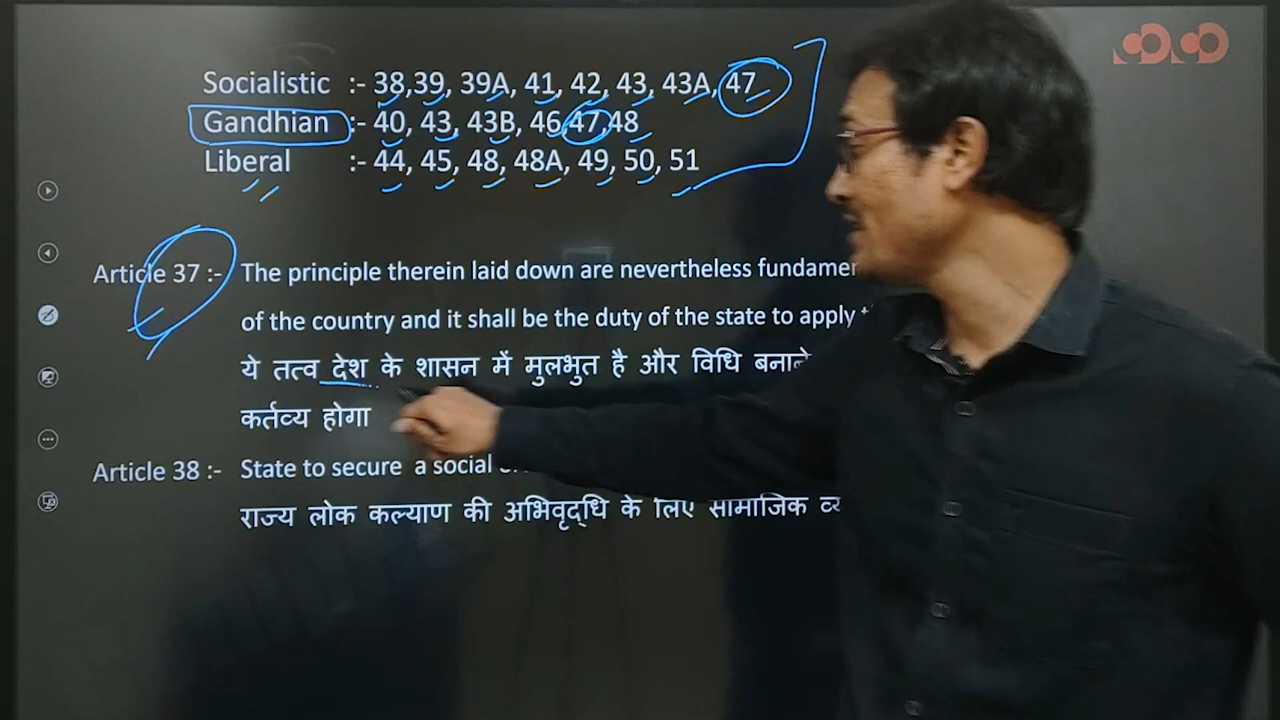 Socialistic :- 38,39, 39A, 41, 42, 43, 43A, 47
Gandhian :- 40, 43, 43B, 46,47,48
Liberal :- 44, 45, 48, 48A, 49, 50, 51
Article 37 :- The principle therein laid down are nevertheless
of the country and it shall be the duty of the state to apply
ये तत्व देश के शासन में मुलभुत है और विधि
कर्तव्य होगा
Article 38 :- State to secure a social
राज्य लोक कल्याण की अभिवृद्धि के लिए सामाजिक